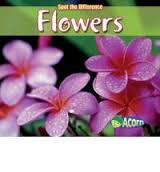 Spot the Difference
Flowers
Acorn